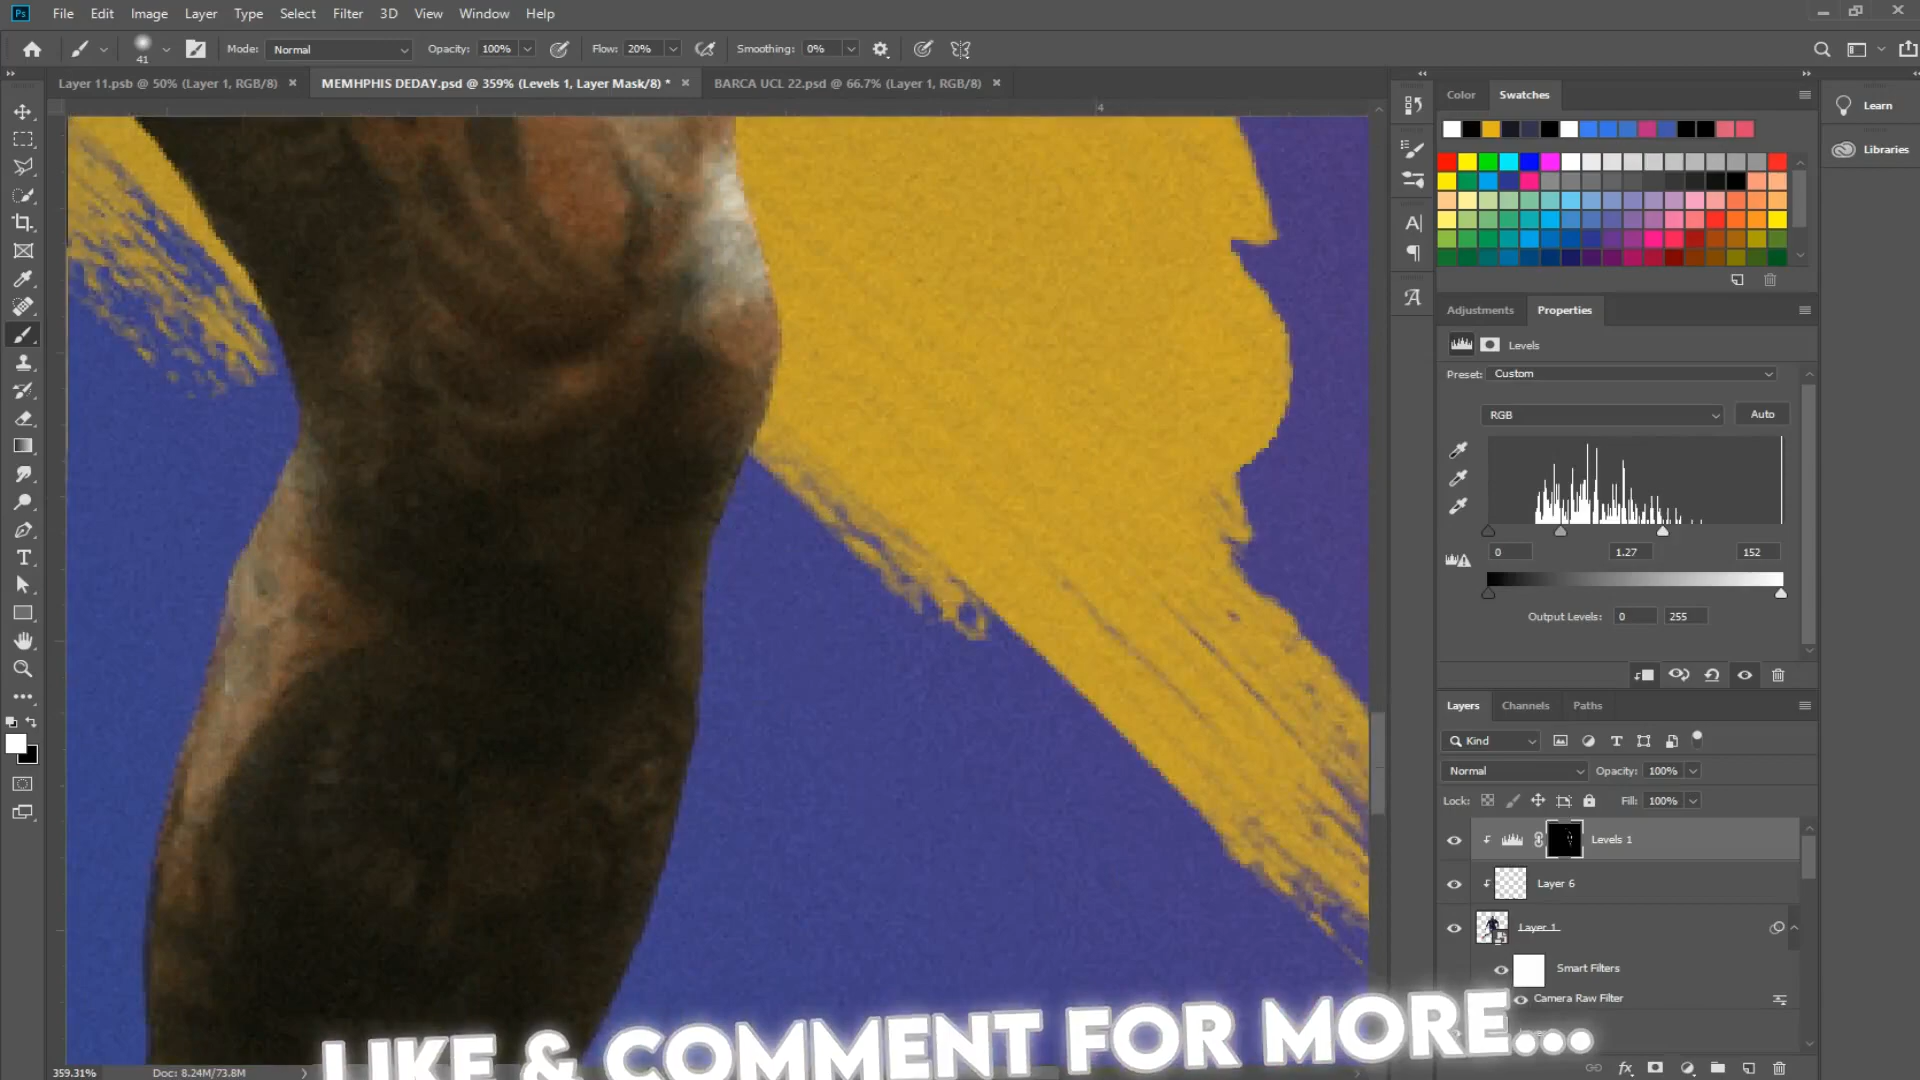 Ps File Edit Image Layer Type Select Filter 3D View Window Help
41 Mode: Normal Opacity: 100% Flow: 20% Smoothing: 0%
Layer 11.psb @ 50% (Layer 1, RGB/8) MEMHPHIS DEDAY.psd @ 359% (Levels 1, Layer Mask/8) * BARCA UCL 22.psd @ 66.7% (Layer 1, RGB/8)
4
Color Swatches
Learn
Libraries
Adjustments Properties
Levels
Preset: Custom
RGB Auto
0 1.27 152
Output Levels: 0 255
Layers Channels Paths
Kind
Normal Opacity: 100%
Lock: Fill: 100%
Levels 1
Layer 6
Layer 1
Smart Filters
Camera Raw Filter
LIKE & COMMENT FOR MORE...
359.31% Doc: 8.24M/73.8M